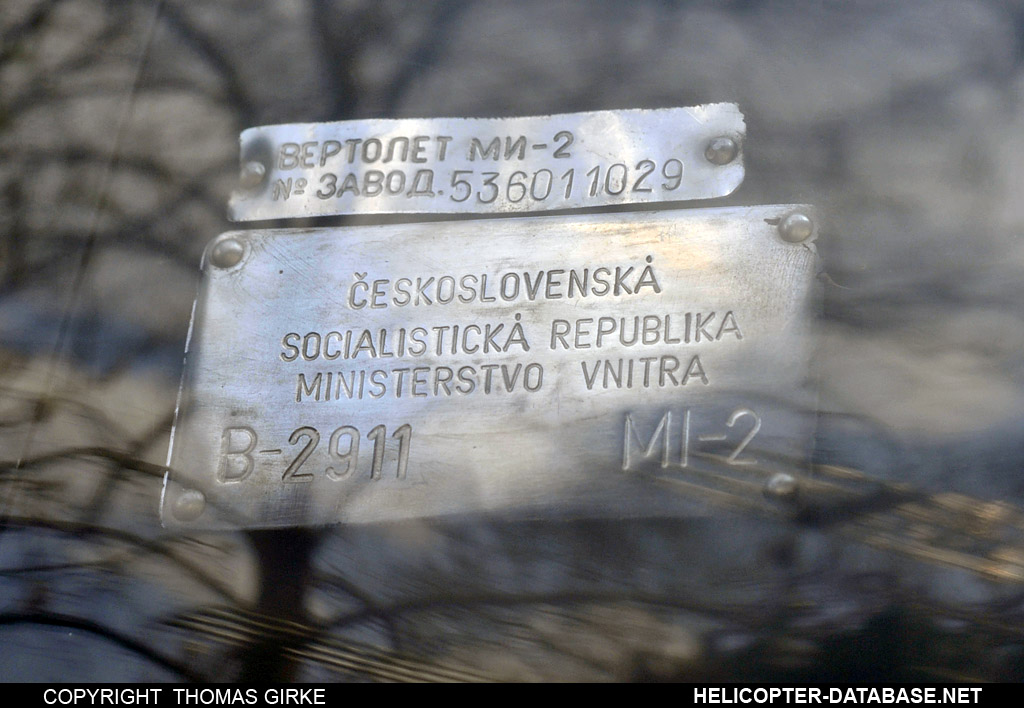 ВЕРТОЛЕТ МИ-2
№ ЗАВОД. 536011029
ČESKOSLOVENSKÁ
SOCIALISTICKÁ REPUBLIKA
MINISTERSTVO VNITRA
B-2911 MI-2
COPYRIGHT THOMAS GIRKE HELICOPTER-DATABASE.NET